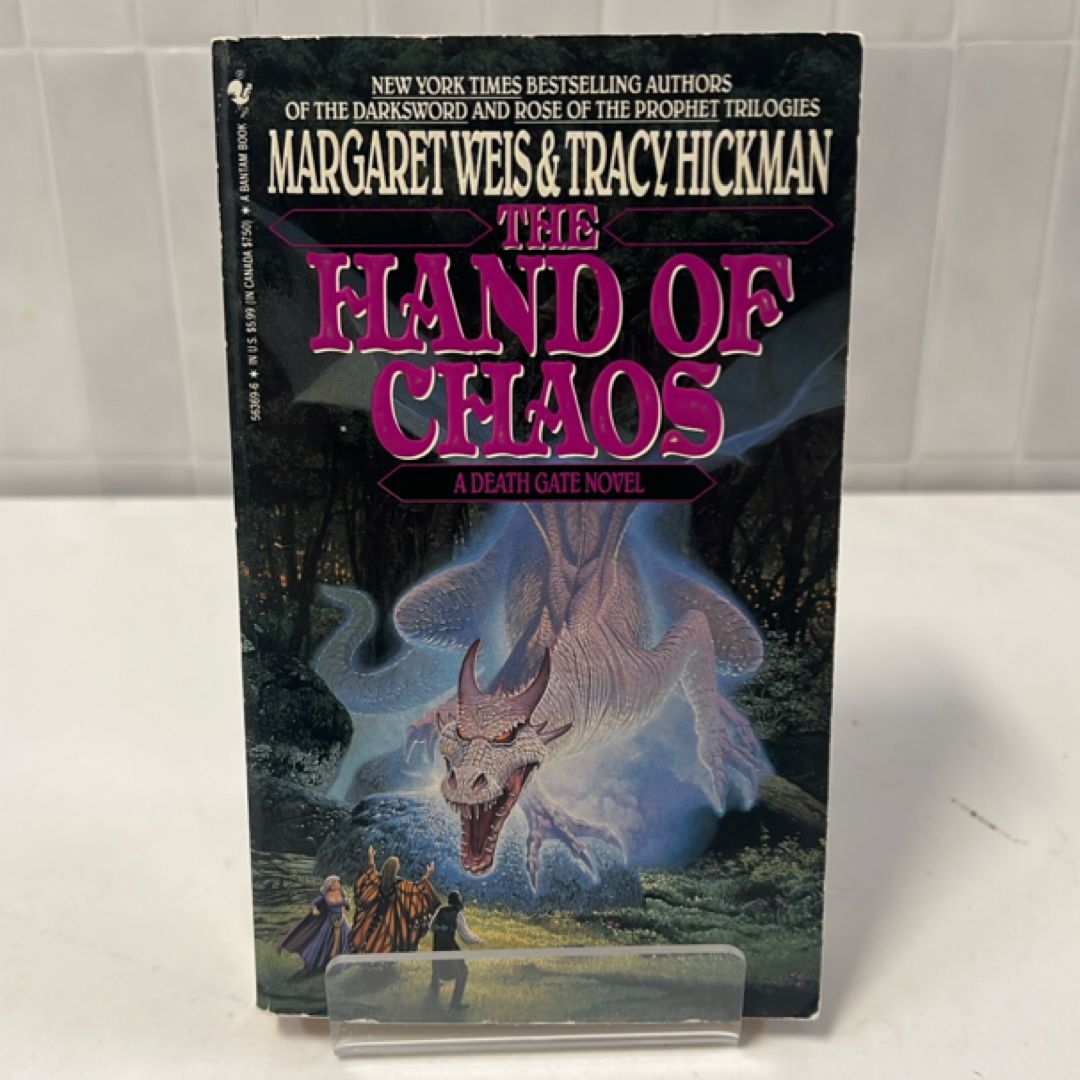 NEW YORK TIMES BESTSELLING AUTHORS
OF THE DARKSWORD AND ROSE OF THE PROPHET TRILOGIES
MARGARET WEIS & TRACY HICKMAN
THE
HAND OF
CHAOS
A DEATH GATE NOVEL
56369-6 * IN U.S. $5.99 (IN CANADA $7.50) * A BANTAM BOOK